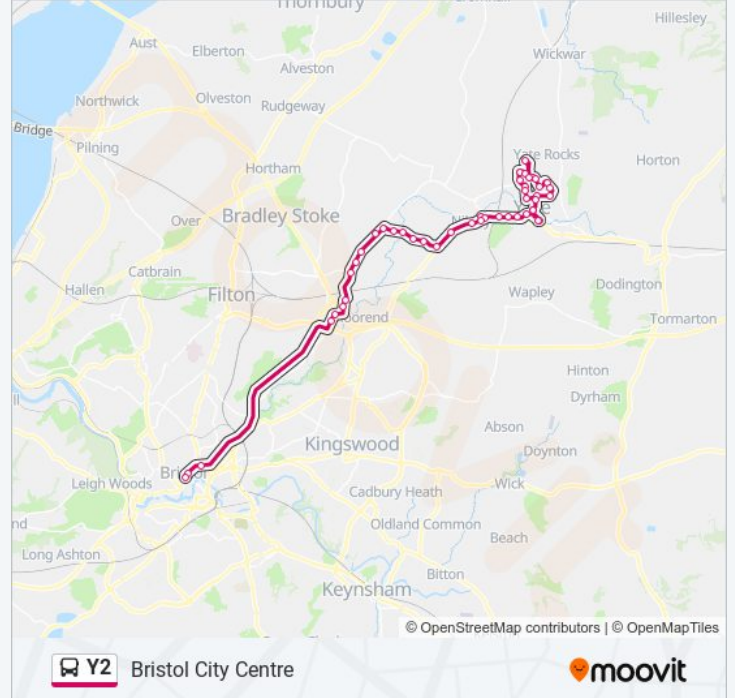 Thornbury
Hillesley
Aust
Elberton
Wickwar
Alveston
Northwick
Olveston
Rudgeway
Bridge
Pilning
Yate Rocks
Horton
Hortham
Over
Bradley Stoke
Catbrain
Hallen
Filton
Wapley
Dodington
Tormarton
Hinton
Dyrham
Abson
Kingswood
Doynton
Leigh Woods
Wick
Cadbury Heath
Oldland Common
Beach
Long Ashton
Bitton
Keynsham
© OpenStreetMap contributors | © OpenMapTiles
Y2 Bristol City Centre
moovit